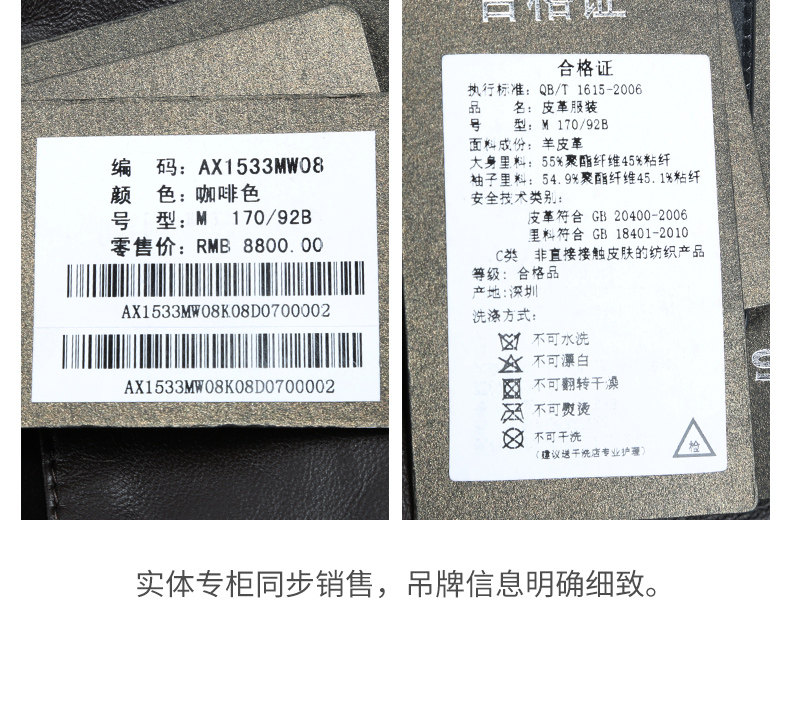 编 码：AX1533MW08
颜 色：咖啡色
号 型：M 170/92B
零售价：RMB 8800.00
AX1533MW08K08D0700002
AX1533MW08K08D0700002
合格证
合格证
执行标准：QB/T 1615-2006
品 名：皮革服装
号 型：M 170/92B
面料成份：羊皮革
大身里料：55%聚酯纤维45%粘纤
袖子里料：54.9%聚酯纤维45.1%粘纤
安全技术类别：
皮革符合 GB 20400-2006
里料符合 GB 18401-2010
C类 非直接接触皮肤的纺织产品
等级：合格品
产地：深圳
洗涤方式：
不可水洗
不可漂白
不可翻转干燥
不可熨烫
不可干洗
（建议送干洗店专业护理）
检
实体专柜同步销售，吊牌信息明确细致。